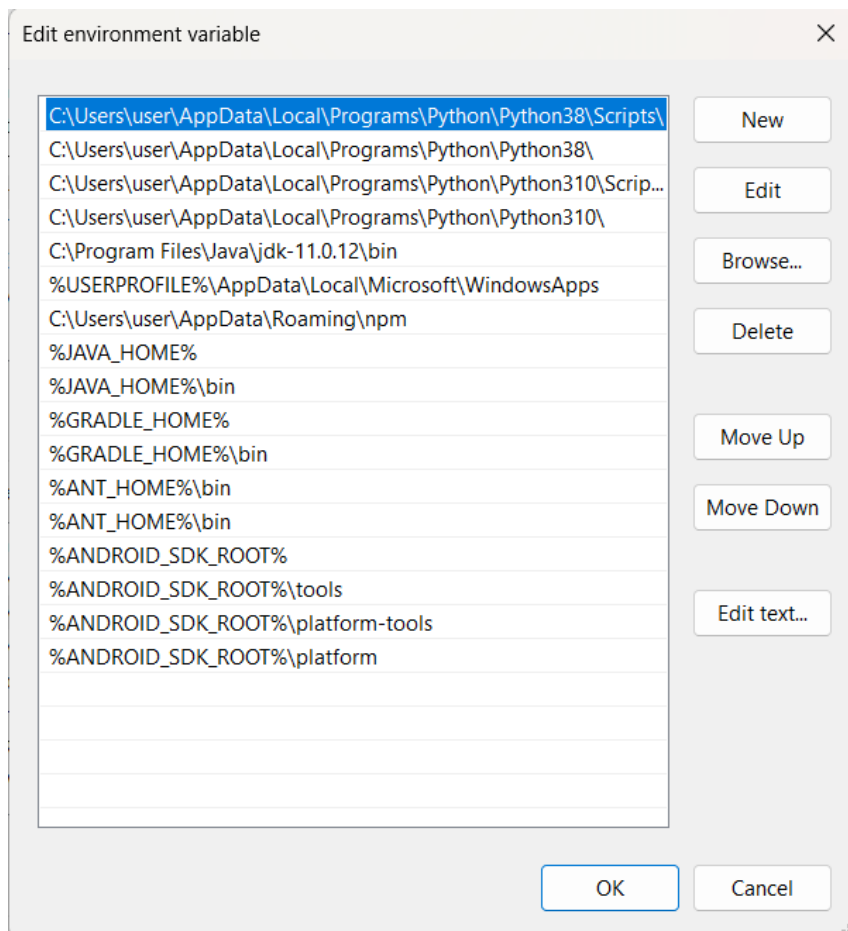 Edit environment variable
C:\Users\user\AppData\Local\Programs\Python\Python38\Scripts\
New
C:\Users\user\AppData\Local\Programs\Python\Python38\
C:\Users\user\AppData\Local\Programs\Python\Python310\Scrip...
Edit
C:\Users\user\AppData\Local\Programs\Python\Python310\
C:\Program Files\Java\jdk-11.0.12\bin
Browse...
%USERPROFILE%\AppData\Local\Microsoft\WindowsApps
C:\Users\user\AppData\Roaming\npm
Delete
%JAVA_HOME%
%JAVA_HOME%\bin
%GRADLE_HOME%
Move Up
%GRADLE_HOME%\bin
%ANT_HOME%\bin
Move Down
%ANT_HOME%\bin
%ANDROID_SDK_ROOT%
%ANDROID_SDK_ROOT%\tools
Edit text...
%ANDROID_SDK_ROOT%\platform-tools
%ANDROID_SDK_ROOT%\platform
OK
Cancel